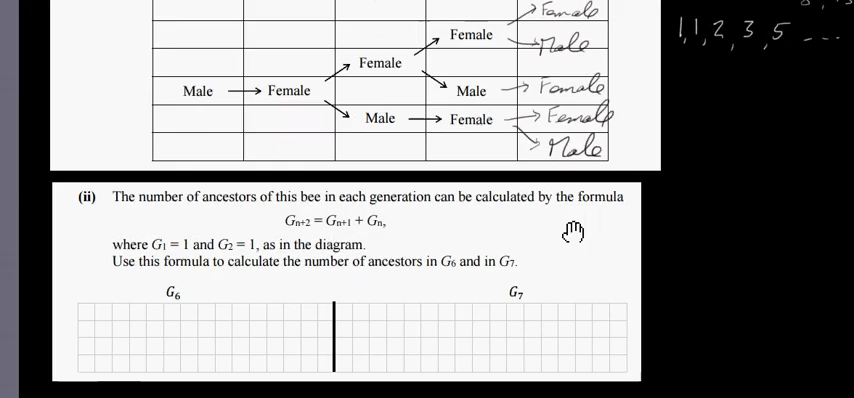 Female
1, 1, 2, 3, 5 ...
Female
Male
Female
Male
Female
Male
Female
Male
Female
Female
Male
(ii) The number of ancestors of this bee in each generation can be calculated by the formula
Gn+2 = Gn+1 + Gn,
where G1 = 1 and G2 = 1, as in the diagram.
Use this formula to calculate the number of ancestors in G6 and in G7.
G6
G7